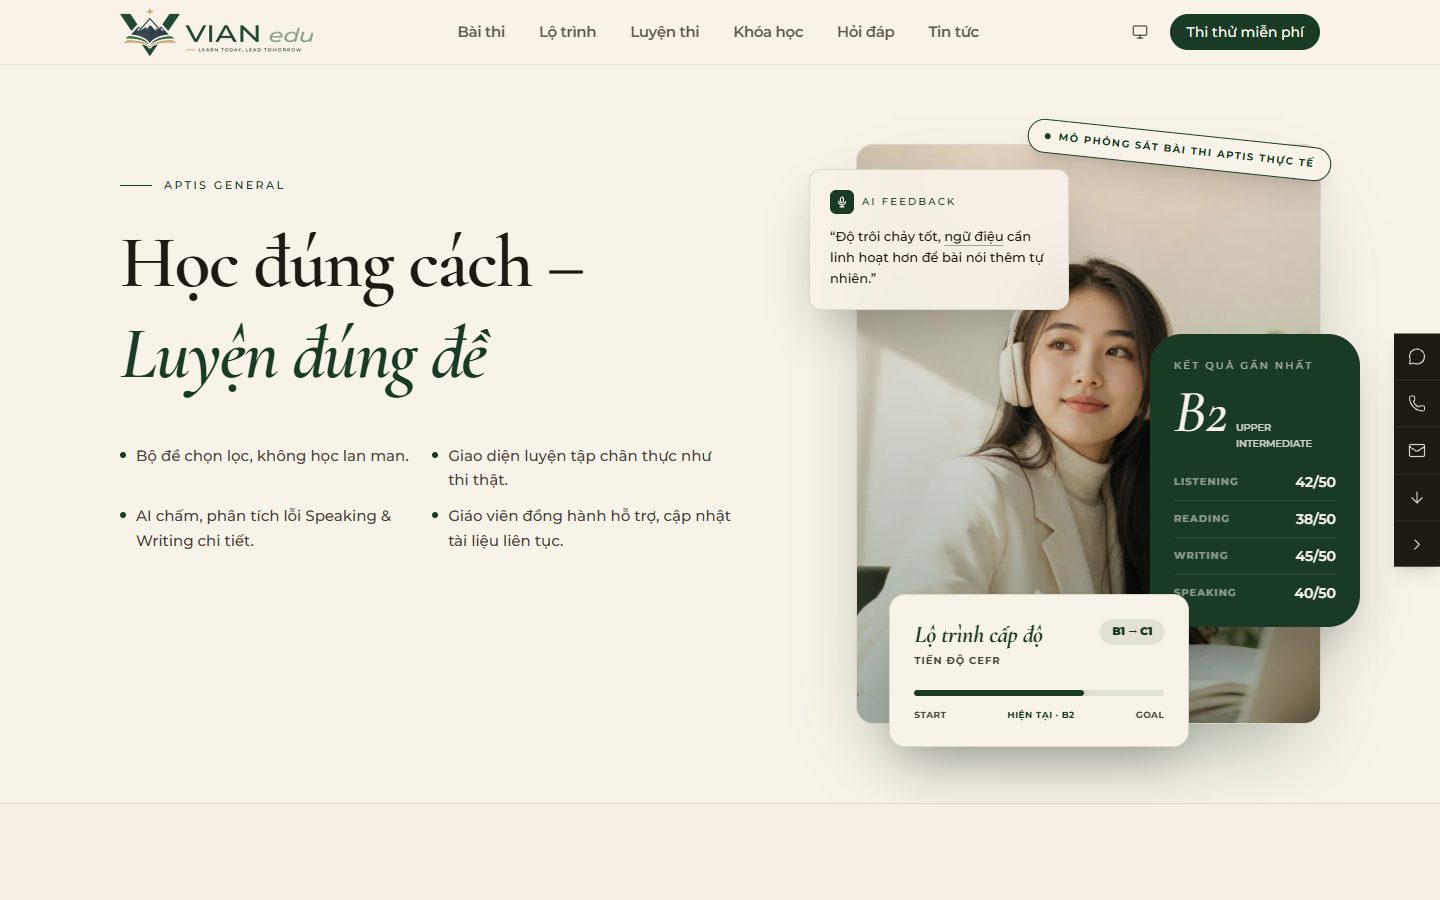 VIAN edu
LEARN TODAY, LEAD TOMORROW
Bài thi
Lộ trình
Luyện thi
Khóa học
Hỏi đáp
Tin tức
Thi thử miễn phí
APTIS GENERAL
Học đúng cách –
Luyện đúng đề
Bộ đề chọn lọc, không học lan man.
Giao diện luyện tập chân thực như
thi thật.
AI chấm, phân tích lỗi Speaking &
Writing chi tiết.
Giáo viên đồng hành hỗ trợ, cập nhật
tài liệu liên tục.
MÔ PHỎNG SÁT BÀI THI APTIS THỰC TẾ
AI FEEDBACK
“Độ trôi chảy tốt, ngữ điệu cần
linh hoạt hơn để bài nói thêm tự
nhiên.”
KẾT QUẢ GẦN NHẤT
B2 UPPER
INTERMEDIATE
LISTENING 42/50
READING 38/50
WRITING 45/50
SPEAKING 40/50
Lộ trình cấp độ
B1 → C1
TIẾN ĐỘ CEFR
START
HIỆN TẠI · B2
GOAL